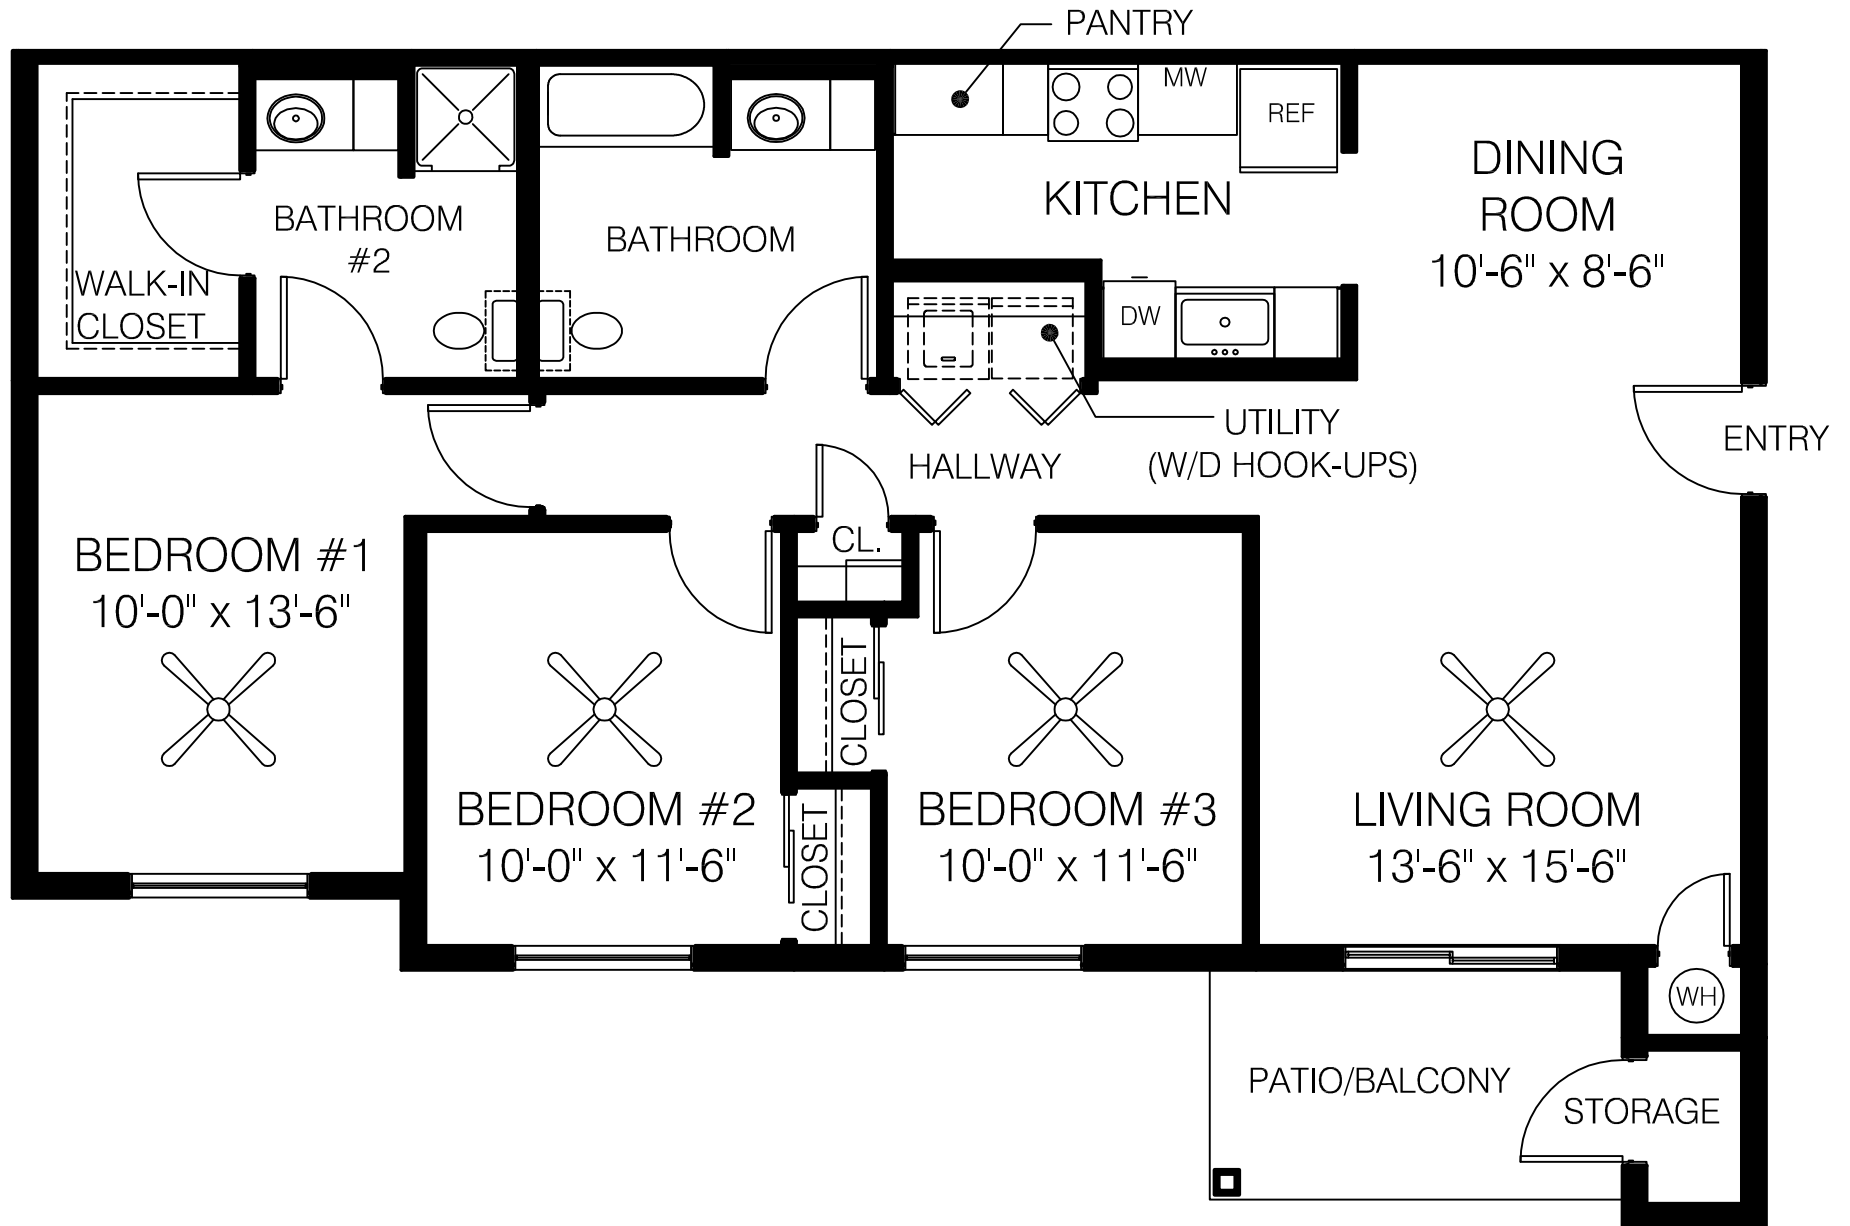 PANTRY
MW
REF
DINING
ROOM
10'-6" x 8'-6"
KITCHEN
BATHROOM
#2
BATHROOM
WALK-IN
CLOSET
DW
UTILITY
(W/D HOOK-UPS)
ENTRY
HALLWAY
CL.
BEDROOM #1
10'-0" x 13'-6"
CLOSET
BEDROOM #2
10'-0" x 11'-6"
CLOSET
BEDROOM #3
10'-0" x 11'-6"
LIVING ROOM
13'-6" x 15'-6"
WH
PATIO/BALCONY
STORAGE